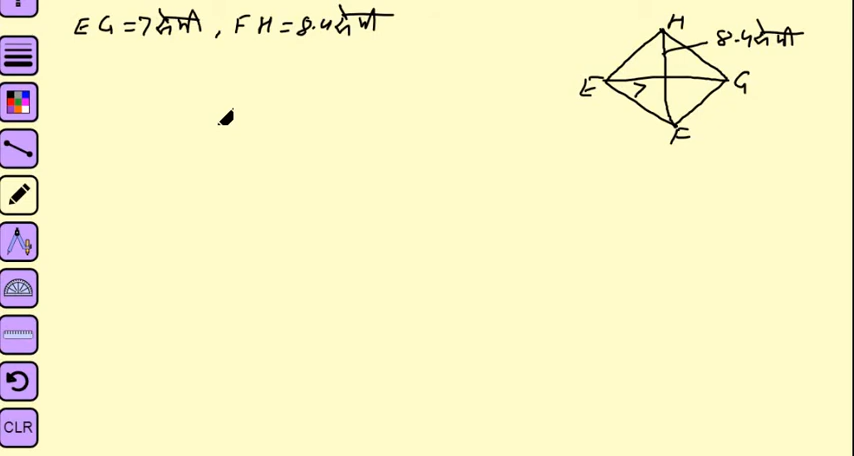 EG = 7 सेमी, FH = 8.4 सेमी
H
8.4 सेमी
E 7 G
F
CLR